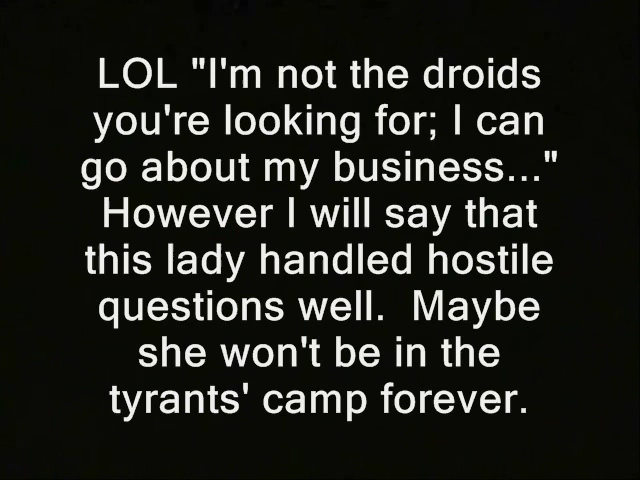 LOL "I'm not the droids
you're looking for; I can
go about my business..."
However I will say that
this lady handled hostile
questions well.  Maybe
she won't be in the
tyrants' camp forever.